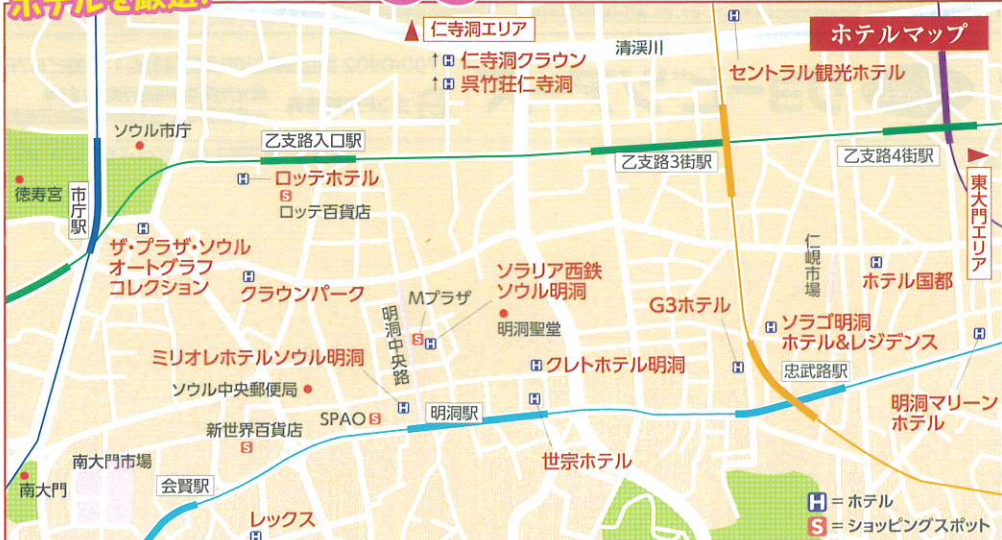 ホテルを厳選!
仁寺洞エリア
↑H 仁寺洞クラウン
↑H 呉竹荘仁寺洞
清渓川
H
セントラル観光ホテル
ホテルマップ
ソウル市庁
徳寿宮
市庁駅
乙支路入口駅
H ロッテホテル
S
ロッテ百貨店
乙支路3街駅
乙支路4街駅
東大門エリア
H
ザ・プラザ・ソウル
オートグラフ
コレクション
H
クラウンパーク
明洞中央路
Mプラザ
S H
ソラリア西鉄
ソウル明洞
明洞聖堂
仁峴市場
H
ホテル国都
G3ホテル
H
H ソラゴ明洞
ホテル&レジデンス
ミリオレホテルソウル明洞
H
H クレトホテル明洞
忠武路駅
H
明洞マリーン
ホテル
ソウル中央郵便局
SPAO S
明洞駅
H
世宗ホテル
新世界百貨店
S
南大門市場
南大門
会賢駅
レックス
H
H = ホテル
S = ショッピングスポット